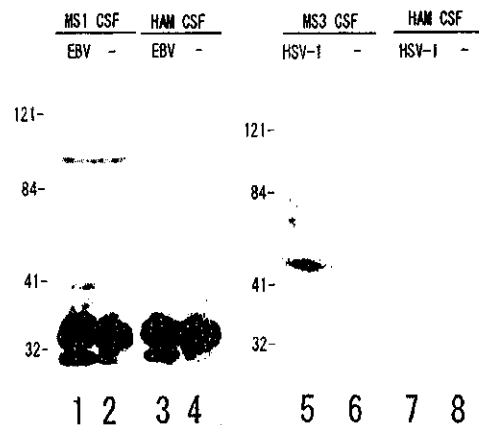 MS1 CSF HAM CSF MS3 CSF HAM CSF
EBV - EBV - HSV-1 - HSV-1 -
121- 121-
84- 84-
41- 41-
32- 32-
1 2 3 4 5 6 7 8